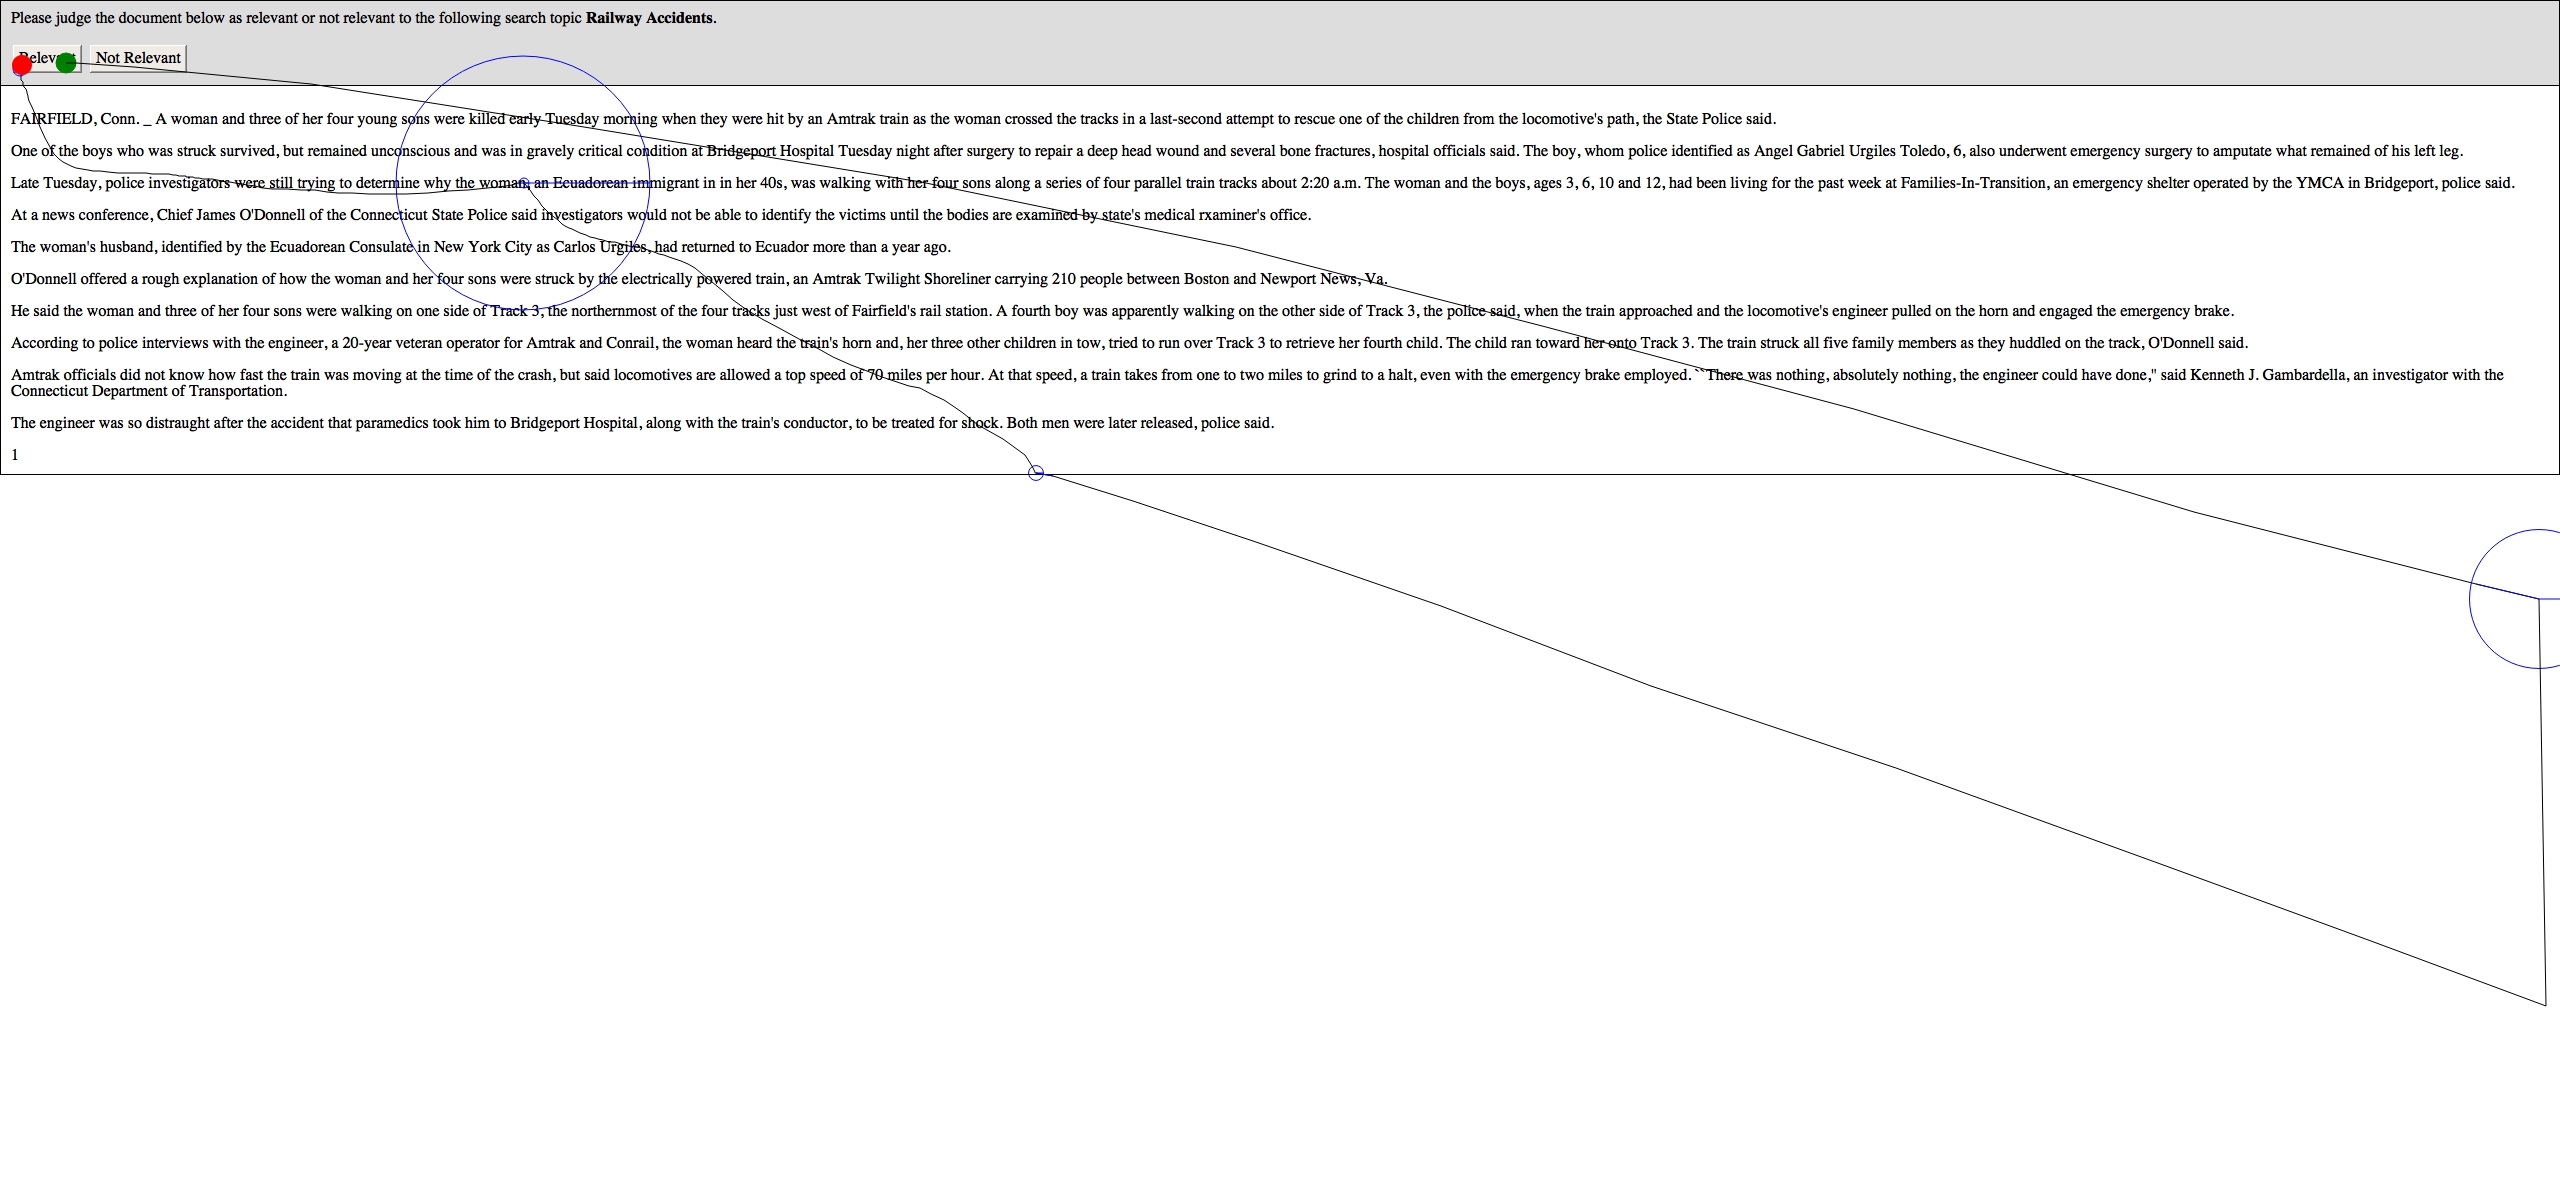 Please judge the document below as relevant or not relevant to the following search topic Railway Accidents.
Relevant Not Relevant
FAIRFIELD, Conn. _ A woman and three of her four young sons were killed early Tuesday morning when they were hit by an Amtrak train as the woman crossed the tracks in a last-second attempt to rescue one of the children from the locomotive's path, the State Police said.
One of the boys who was struck survived, but remained unconscious and was in gravely critical condition at Bridgeport Hospital Tuesday night after surgery to repair a deep head wound and several bone fractures, hospital officials said. The boy, whom police identified as Angel Gabriel Urgiles Toledo, 6, also underwent emergency surgery to amputate what remained of his left leg.
Late Tuesday, police investigators were still trying to determine why the woman, an Ecuadorean immigrant in in her 40s, was walking with her four sons along a series of four parallel train tracks about 2:20 a.m. The woman and the boys, ages 3, 6, 10 and 12, had been living for the past week at Families-In-Transition, an emergency shelter operated by the YMCA in Bridgeport, police said.
At a news conference, Chief James O'Donnell of the Connecticut State Police said investigators would not be able to identify the victims until the bodies are examined by state's medical rxaminer's office.
The woman's husband, identified by the Ecuadorean Consulate in New York City as Carlos Urgiles, had returned to Ecuador more than a year ago.
O'Donnell offered a rough explanation of how the woman and her four sons were struck by the electrically powered train, an Amtrak Twilight Shoreliner carrying 210 people between Boston and Newport News, Va.
He said the woman and three of her four sons were walking on one side of Track 3, the northernmost of the four tracks just west of Fairfield's rail station. A fourth boy was apparently walking on the other side of Track 3, the police said, when the train approached and the locomotive's engineer pulled on the horn and engaged the emergency brake.
According to police interviews with the engineer, a 20-year veteran operator for Amtrak and Conrail, the woman heard the train's horn and, her three other children in tow, tried to run over Track 3 to retrieve her fourth child. The child ran toward her onto Track 3. The train struck all five family members as they huddled on the track, O'Donnell said.
Amtrak officials did not know how fast the train was moving at the time of the crash, but said locomotives are allowed a top speed of 70 miles per hour. At that speed, a train takes from one to two miles to grind to a halt, even with the emergency brake employed. ``There was nothing, absolutely nothing, the engineer could have done,'' said Kenneth J. Gambardella, an investigator with the
Connecticut Department of Transportation.
The engineer was so distraught after the accident that paramedics took him to Bridgeport Hospital, along with the train's conductor, to be treated for shock. Both men were later released, police said.
1